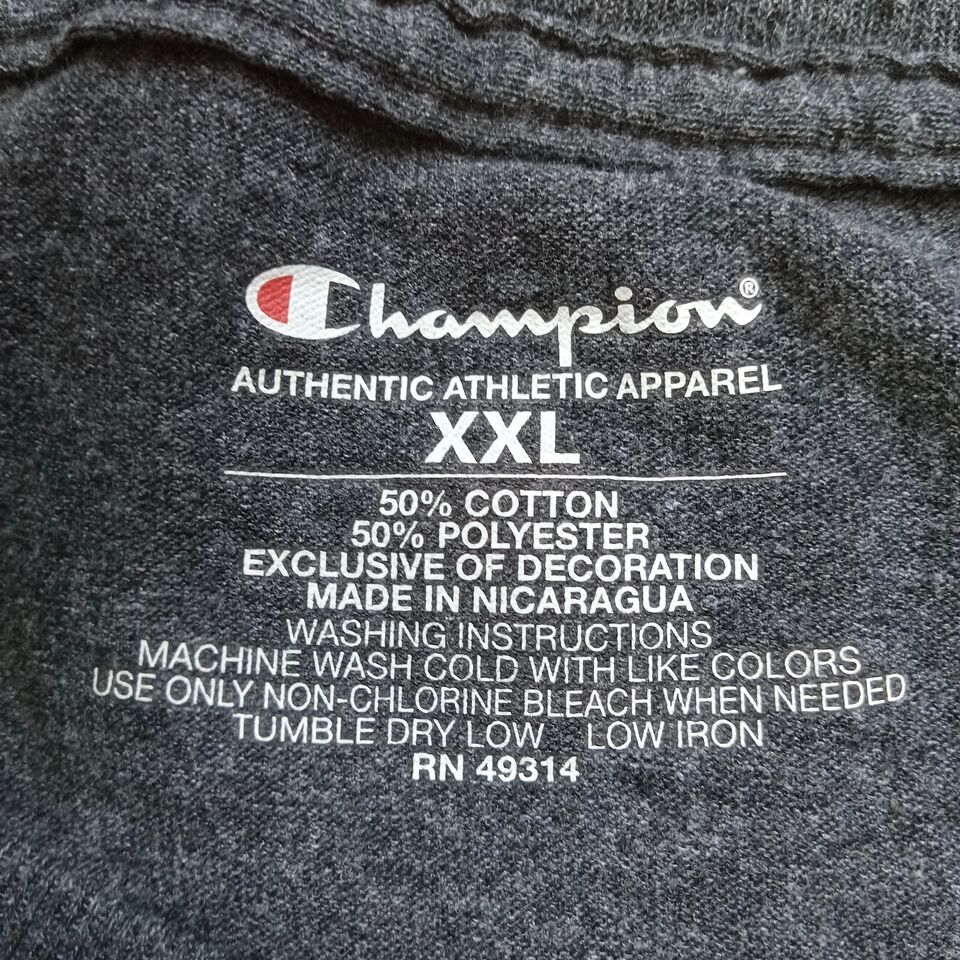 Champion®
AUTHENTIC ATHLETIC APPAREL
XXL
50% COTTON
50% POLYESTER
EXCLUSIVE OF DECORATION
MADE IN NICARAGUA
WASHING INSTRUCTIONS
MACHINE WASH COLD WITH LIKE COLORS
USE ONLY NON-CHLORINE BLEACH WHEN NEEDED
TUMBLE DRY LOW LOW IRON
RN 49314